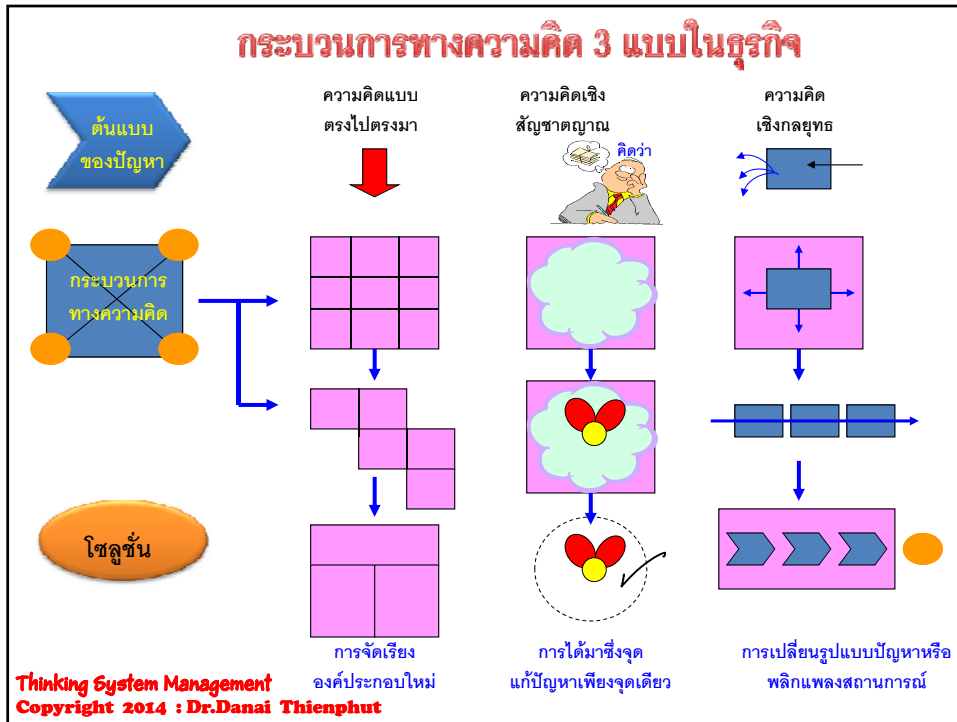 กระบวนการทางความคิด 3 แบบในธุรกิจ
ต้นแบบ
ของปัญหา
ความคิดแบบ
ตรงไปตรงมา
ความคิดเชิง
สัญชาตญาณ
คิดว่า
ความคิด
เชิงกลยุทธ
กระบวนการ
ทางความคิด
โซลูชั่น
การจัดเรียง
องค์ประกอบใหม่
การได้มาซึ่งจุด
แก้ปัญหาเพียงจุดเดียว
การเปลี่ยนรูปแบบปัญหาหรือ
พลิกแพลงสถานการณ์
Thinking System Management
Copyright 2014 : Dr.Danai Thienphut